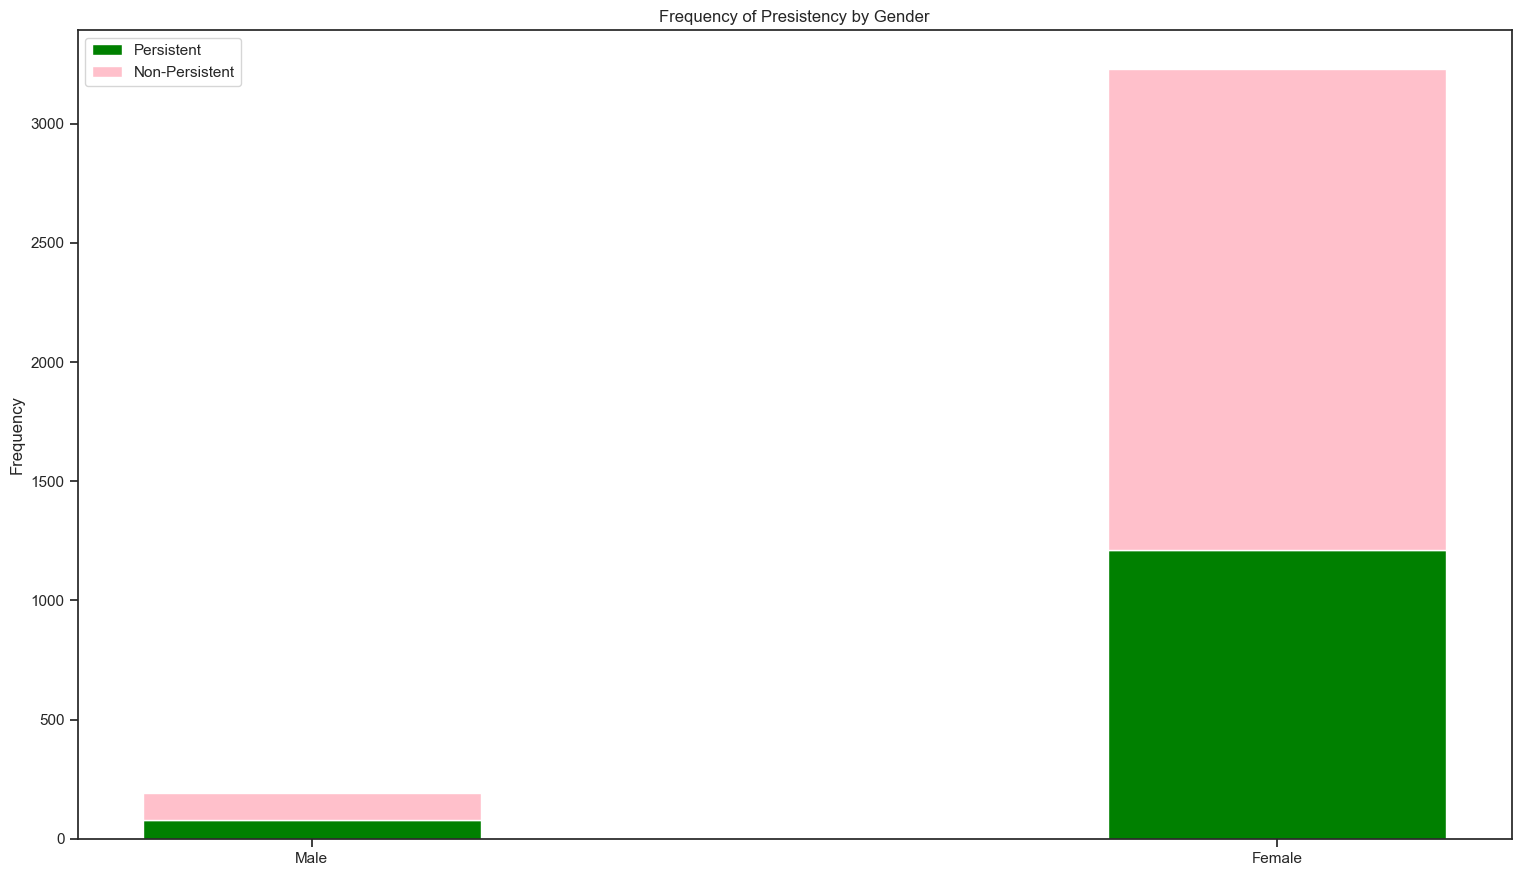 Frequency of Presistency by Gender
Persistent
Non-Persistent
3000
2500
2000
1500
1000
500
0
Frequency
Male
Female